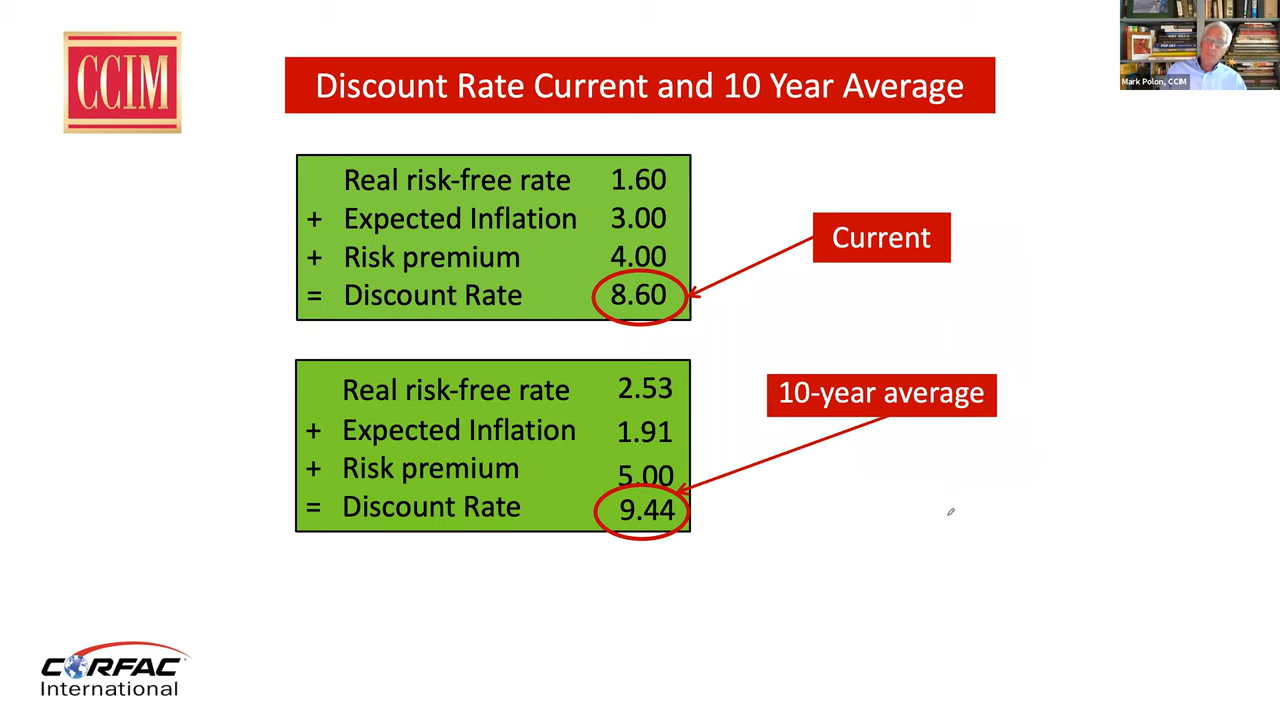 CCIM
Discount Rate Current and 10 Year Average
Mark Polon, CCIM
Real risk-free rate 1.60
+ Expected Inflation 3.00
+ Risk premium 4.00
= Discount Rate 8.60
Current
Real risk-free rate 2.53
+ Expected Inflation 1.91
+ Risk premium 5.00
= Discount Rate 9.44
10-year average
CORFAC
International